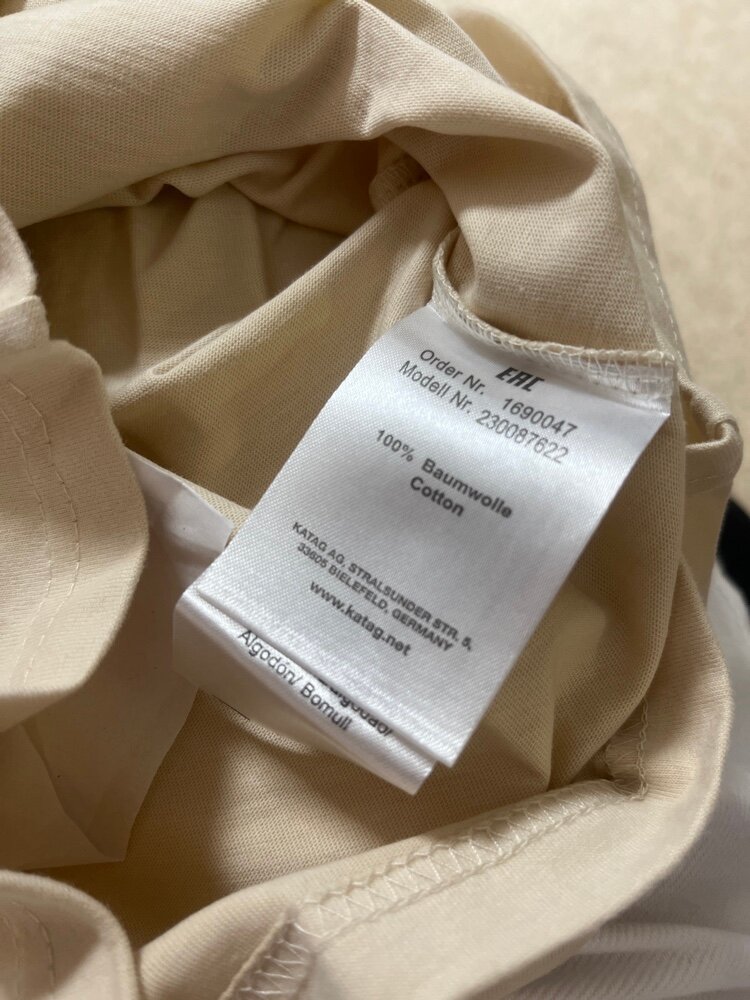 EAC
Order Nr. 1690047
Modell Nr. 230087622
100% Baumwolle
Cotton
KATAG AG, STRALSUNDER STR. 5,
33605 BIELEFELD, GERMANY
www.katag.net
Algodón/ Bomull